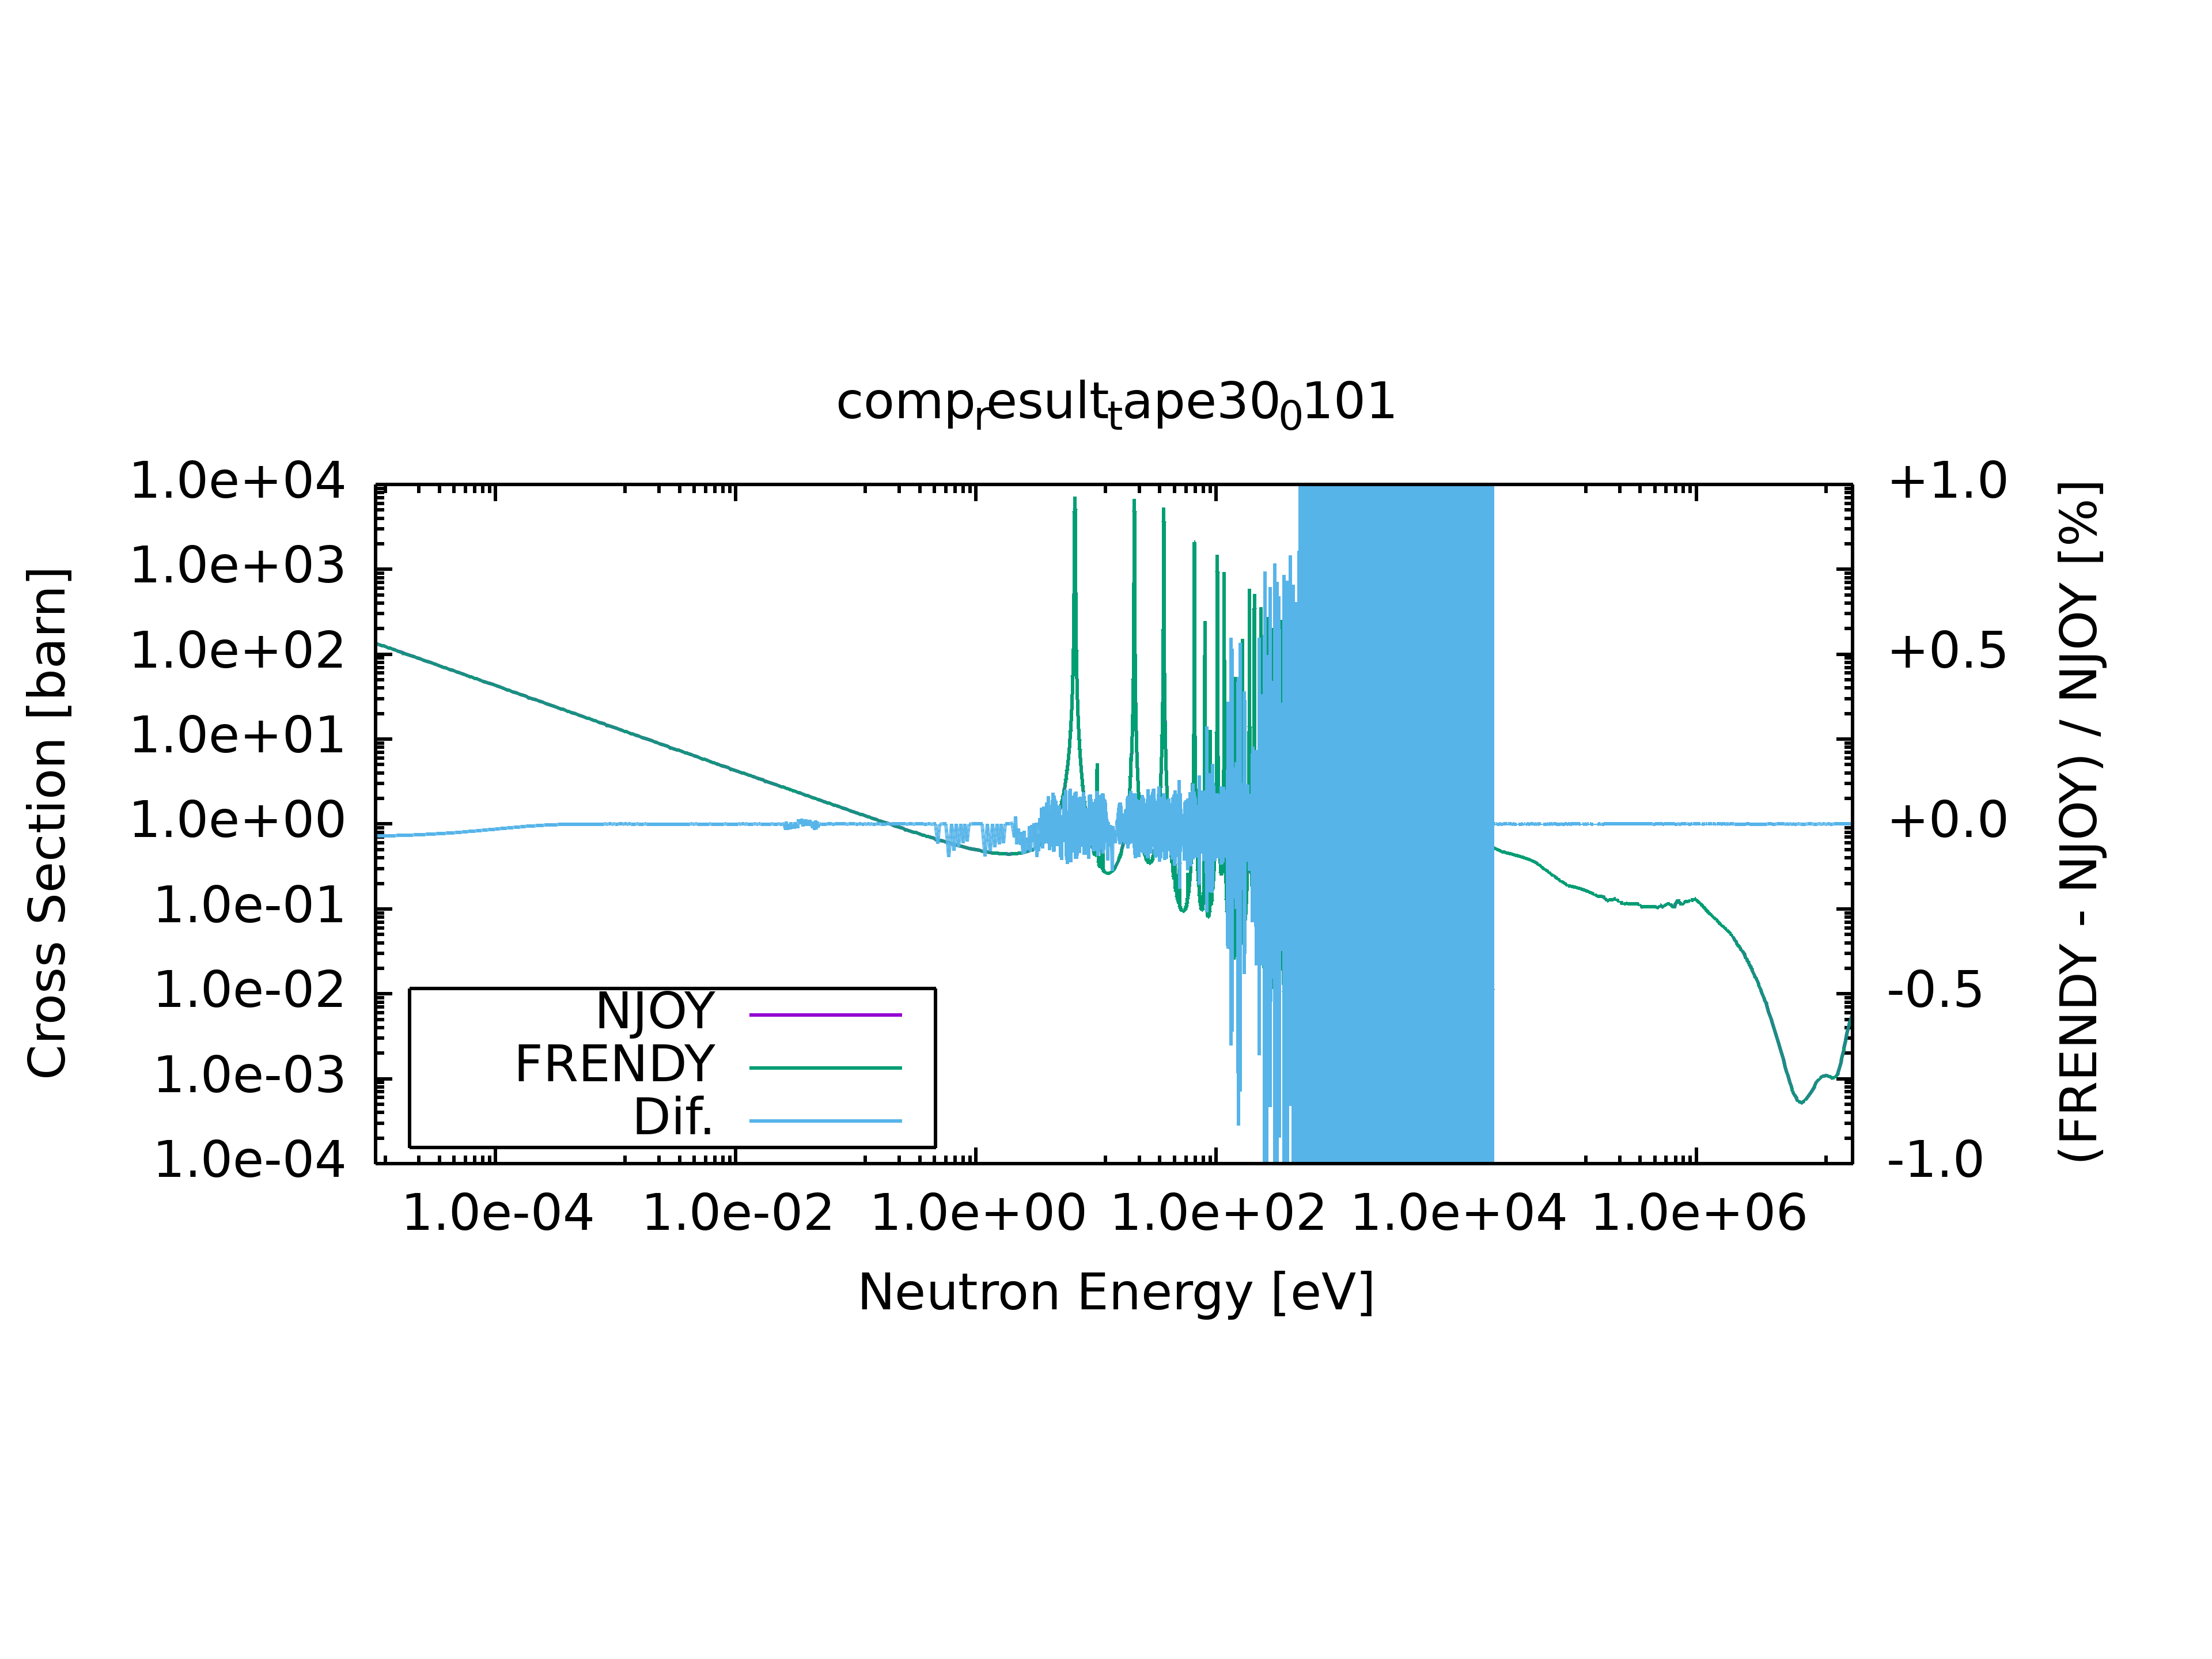 comp_result_tape30_0101
1.0e+04
1.0e+03
1.0e+02
1.0e+01
1.0e+00
1.0e-01
1.0e-02
1.0e-03
1.0e-04
Cross Section [barn]
+1.0
+0.5
+0.0
-0.5
-1.0
(FRENDY - NJOY) / NJOY [%]
NJOY
FRENDY
Dif.
1.0e-04 1.0e-02 1.0e+00 1.0e+02 1.0e+04 1.0e+06
Neutron Energy [eV]